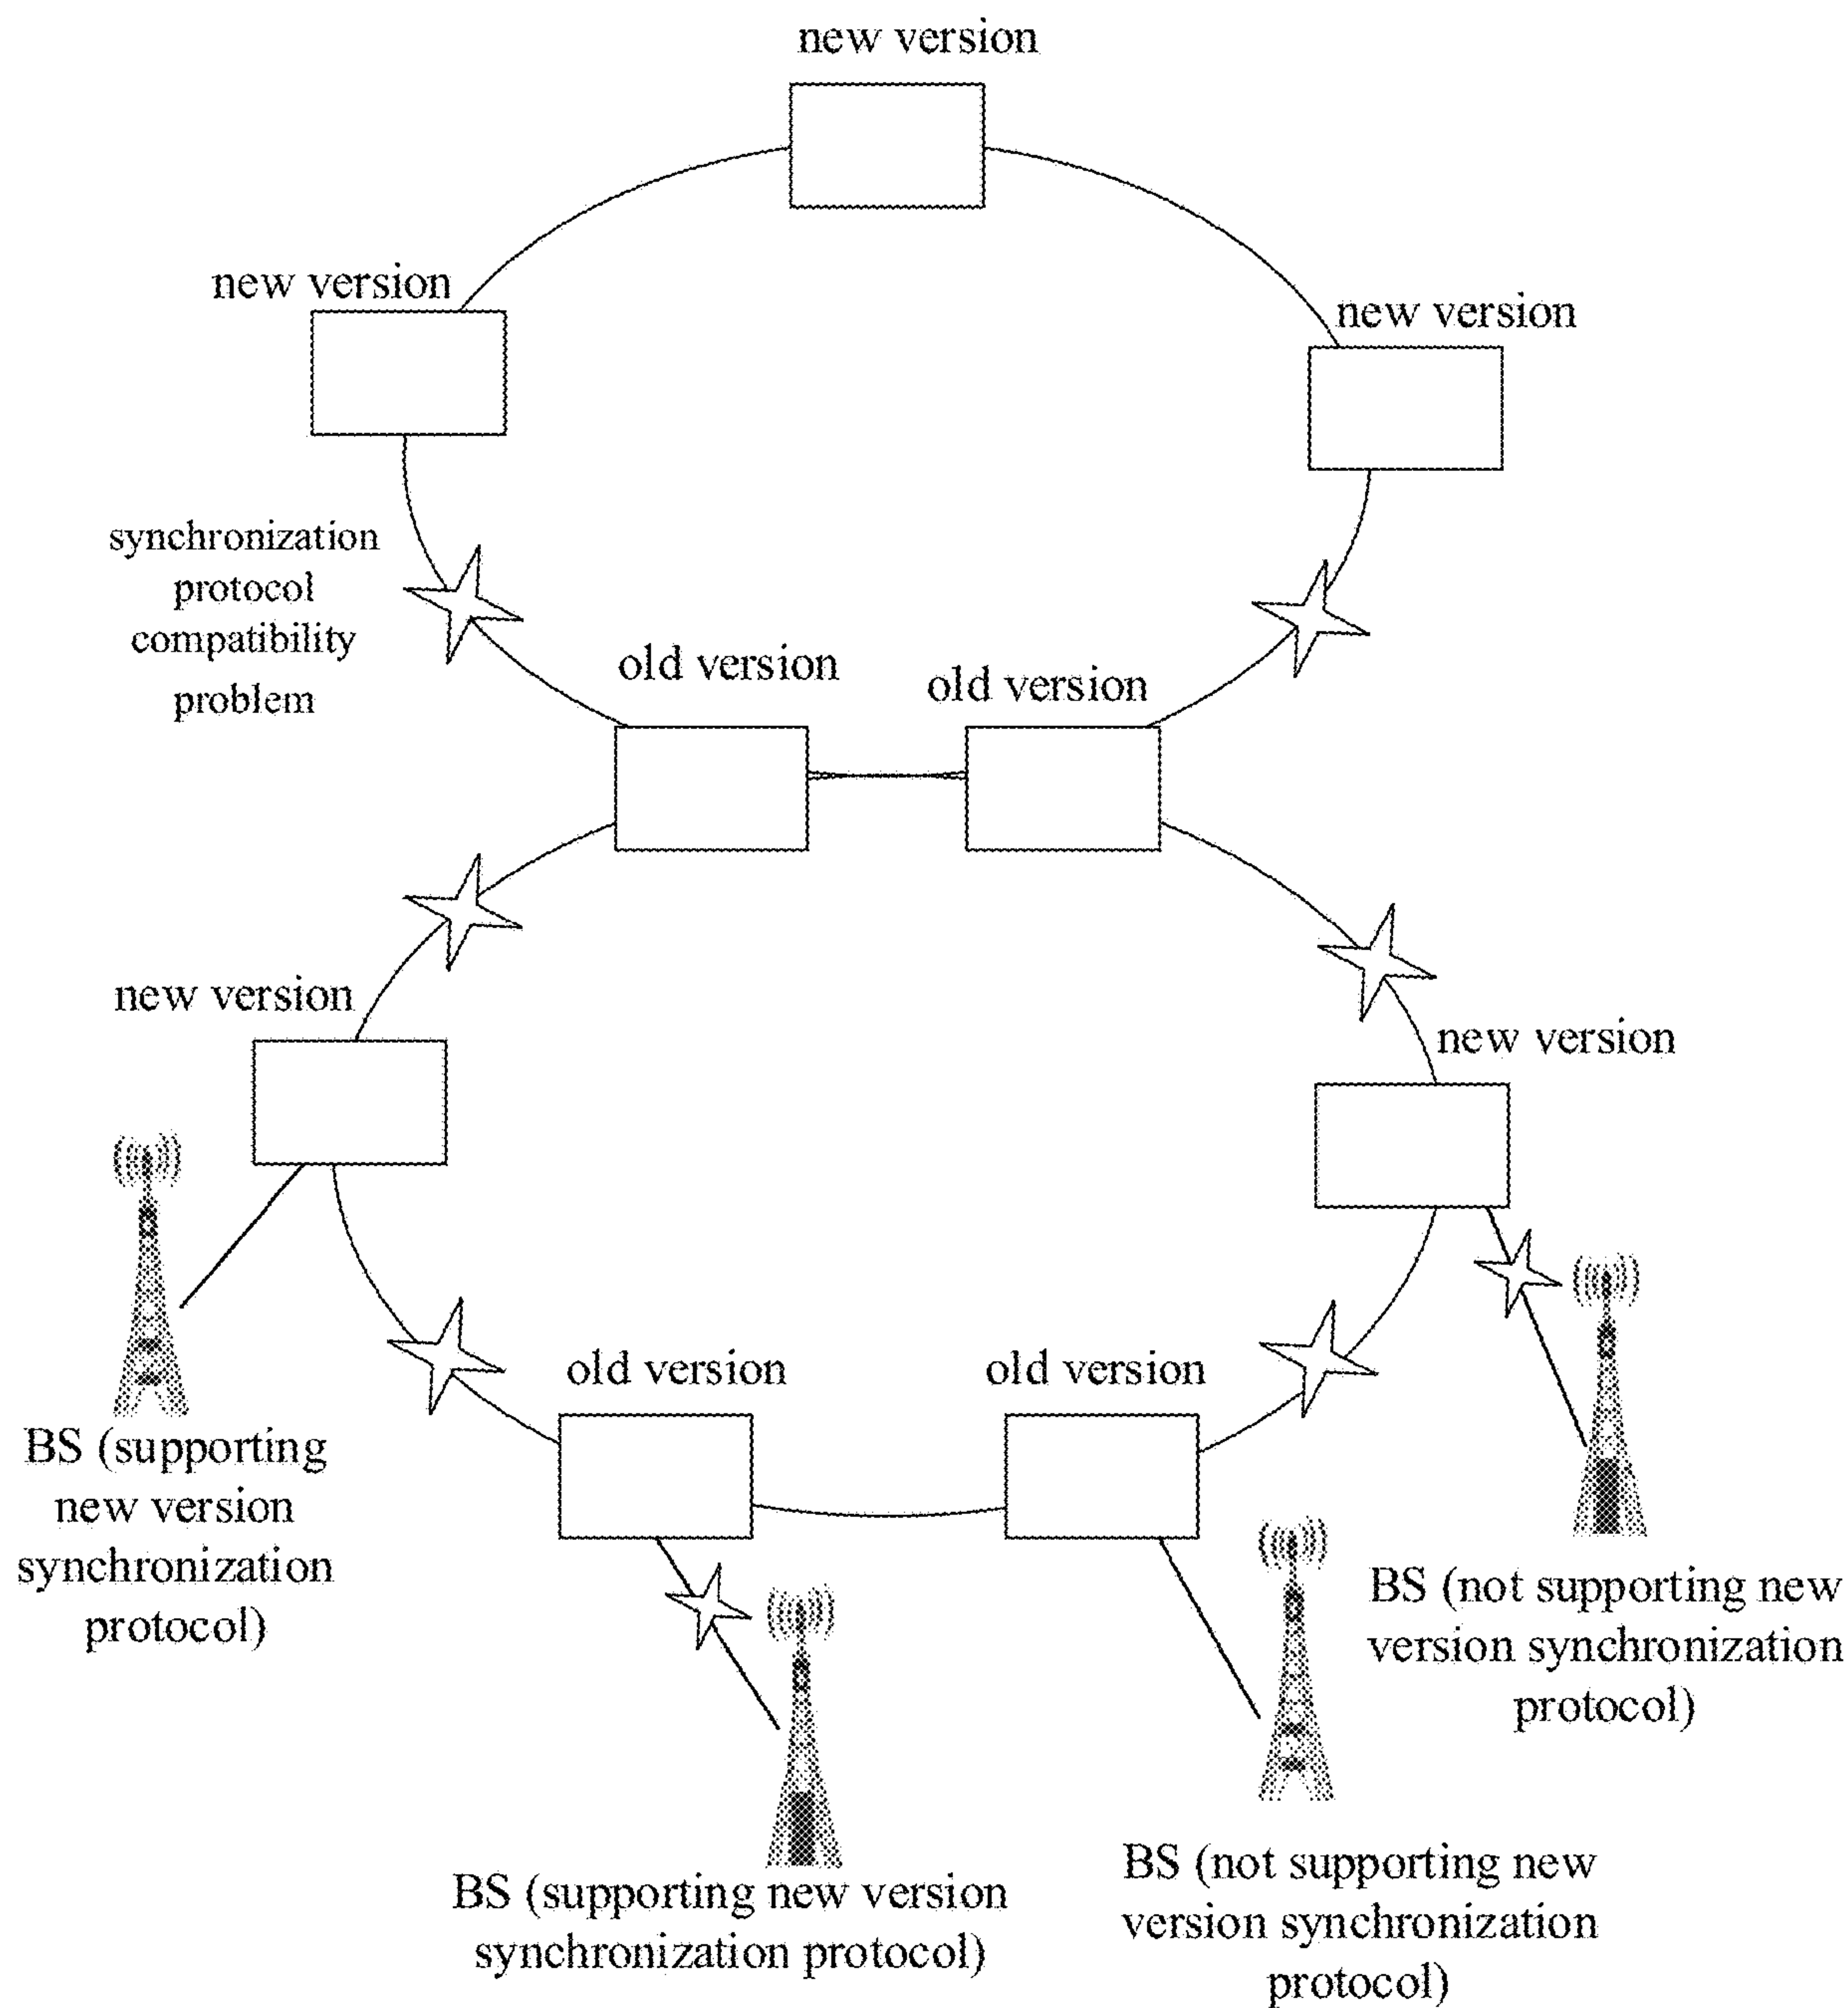 new version
new version
new version
synchronization
protocol
compatibility
problem
old version
old version
new version
new version
old version
old version
BS (supporting
new version
synchronization
protocol)
BS (not supporting new
version synchronization
protocol)
BS (supporting new version
synchronization protocol)
BS (not supporting new
version synchronization
protocol)